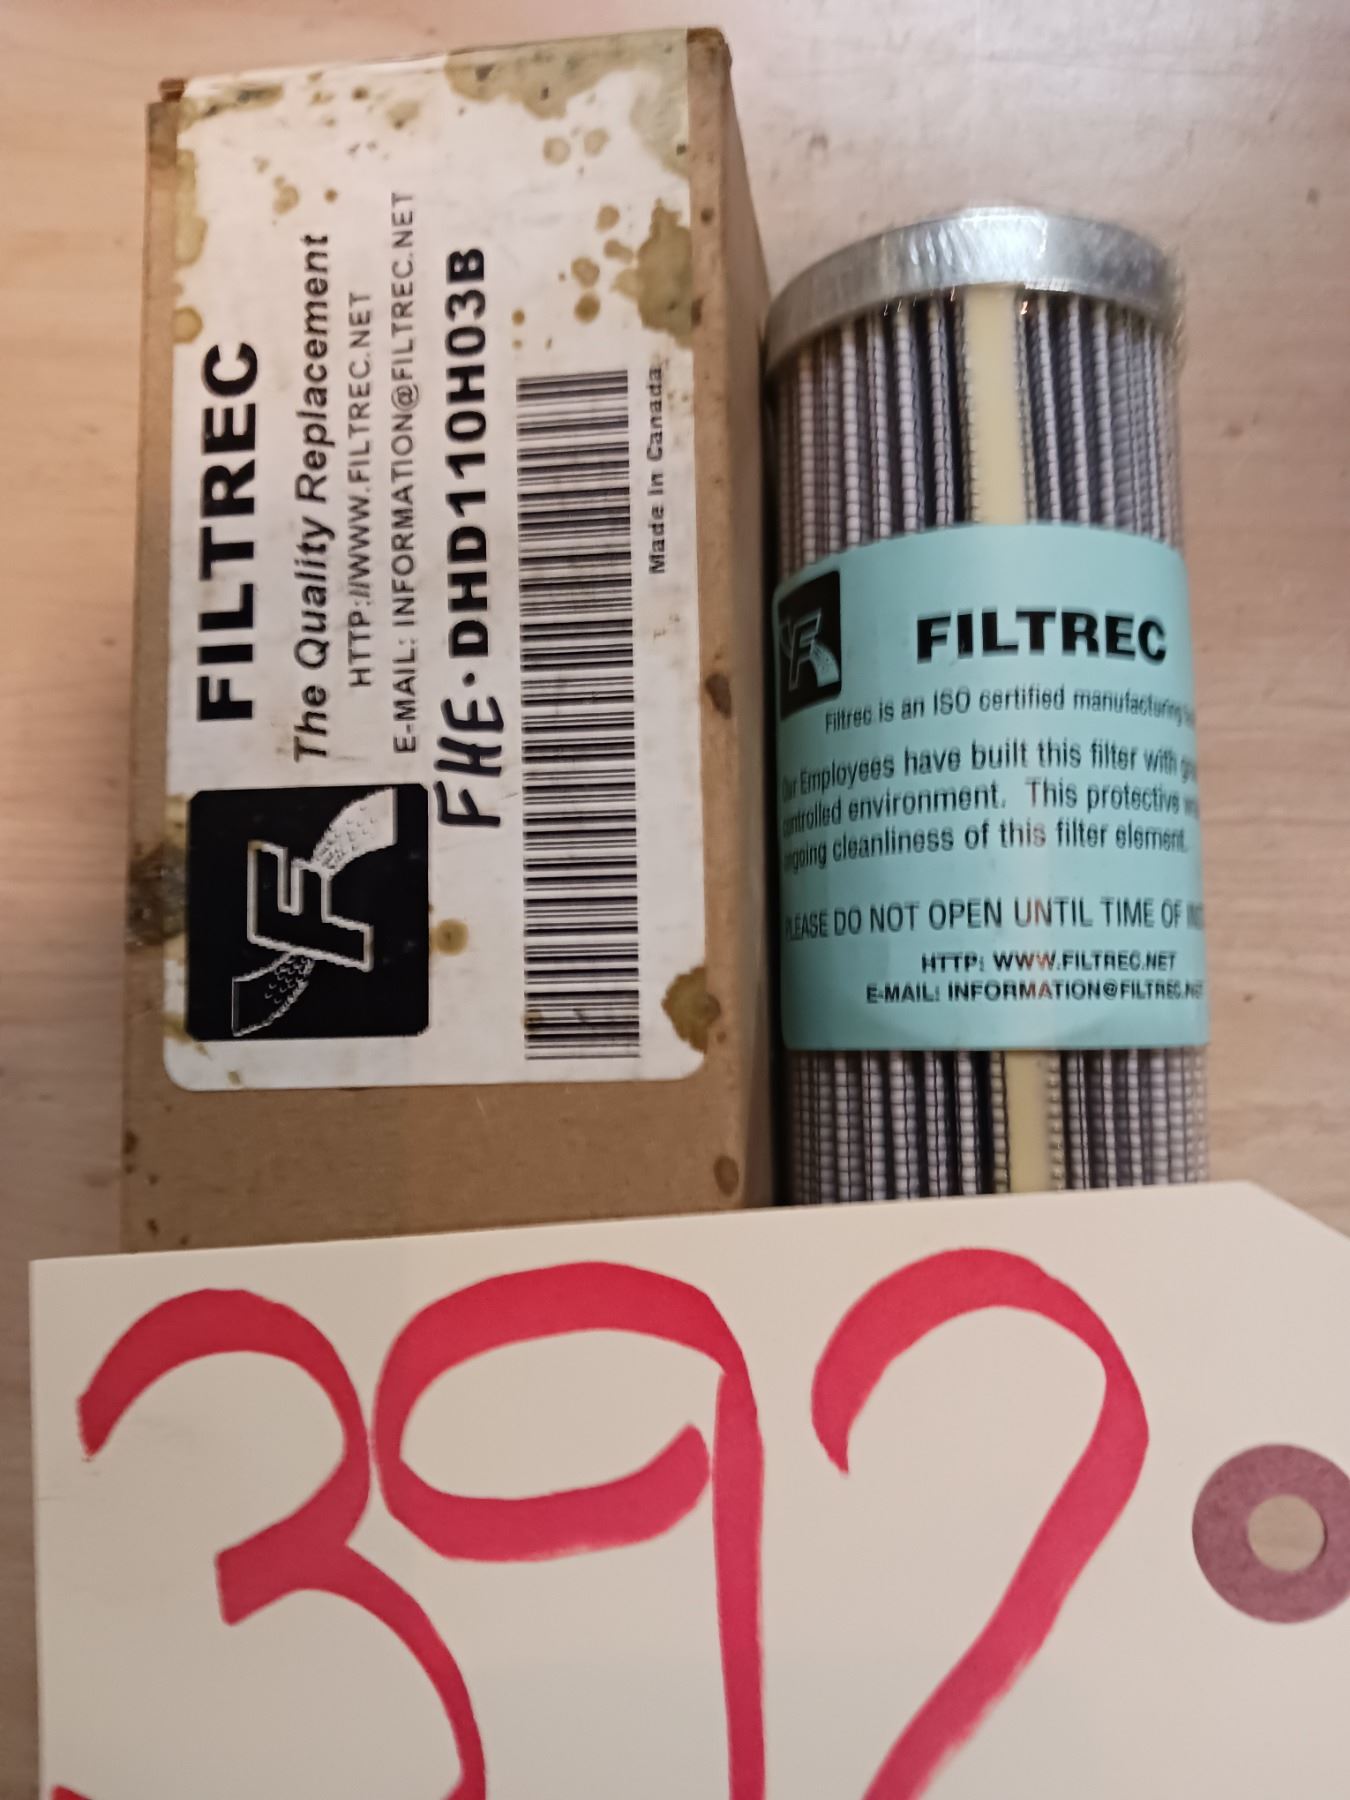 FILTREC
The Quality Replacement
HTTP://WWW.FILTREC.NET
E-MAIL: INFORMATION@FILTREC.NET
FHE·DHD110H03B
Made In Canada
F
F
FILTREC
Filtrec is an ISO certified manufacturing
Our Employees have built this filter with
controlled environment. This protective
ongoing cleanliness of this filter element.
PLEASE DO NOT OPEN UNTIL TIME OF
HTTP: WWW.FILTREC.NET
E-MAIL: INFORMATION@FILTREC.NET
392